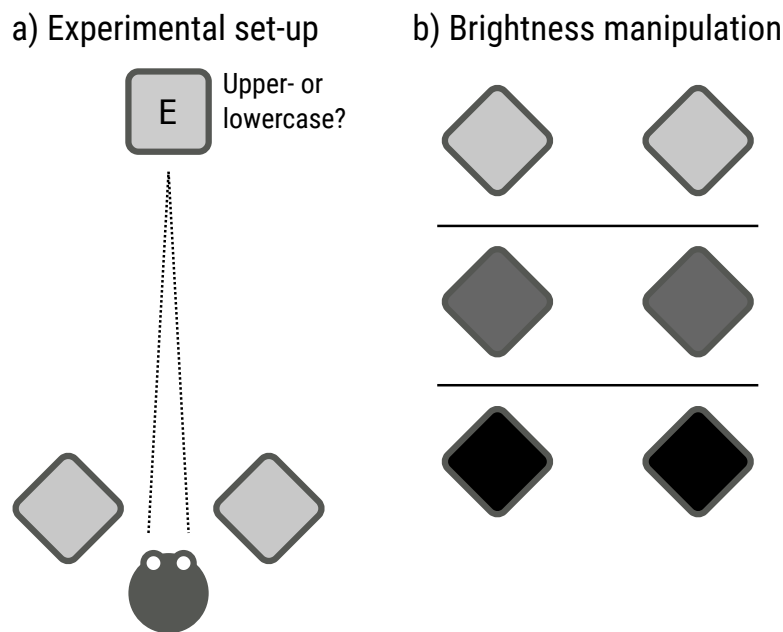 a) Experimental set-up
E
Upper- or
lowercase?
b) Brightness manipulation